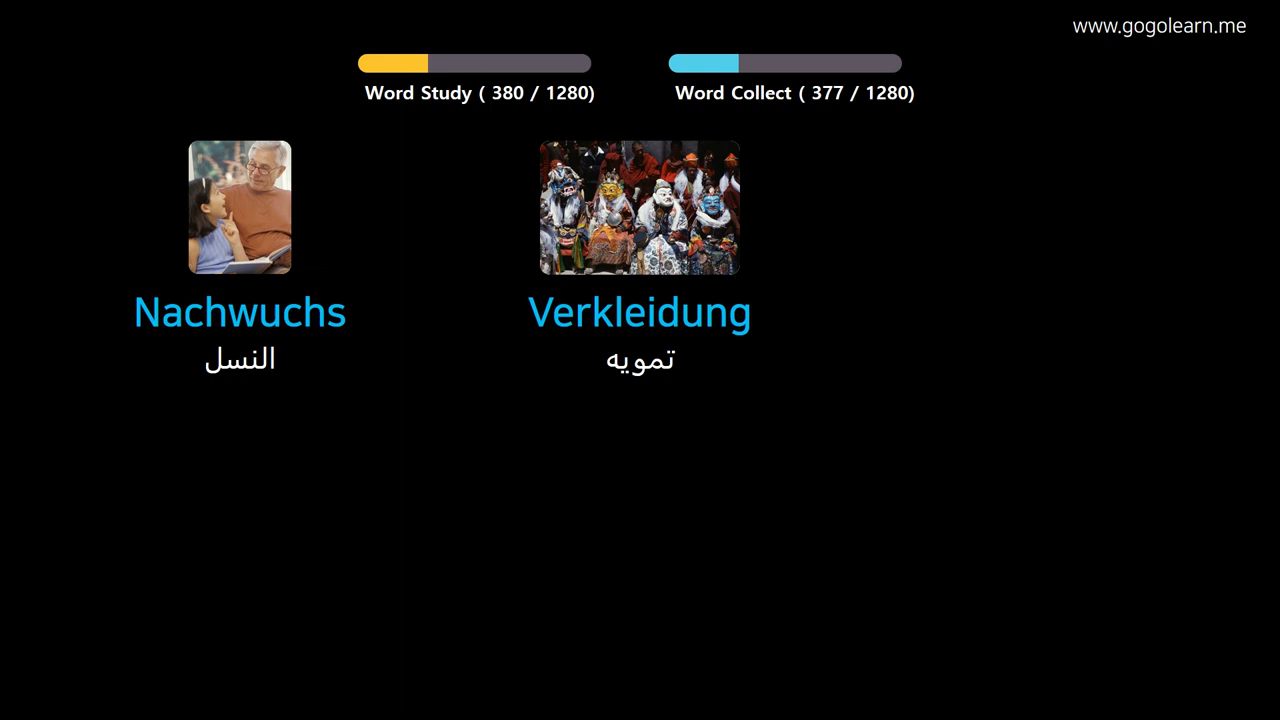 www.gogolearn.me
Word Study ( 380 / 1280)
Word Collect ( 377 / 1280)
Nachwuchs
النسل
Verkleidung
تمويه